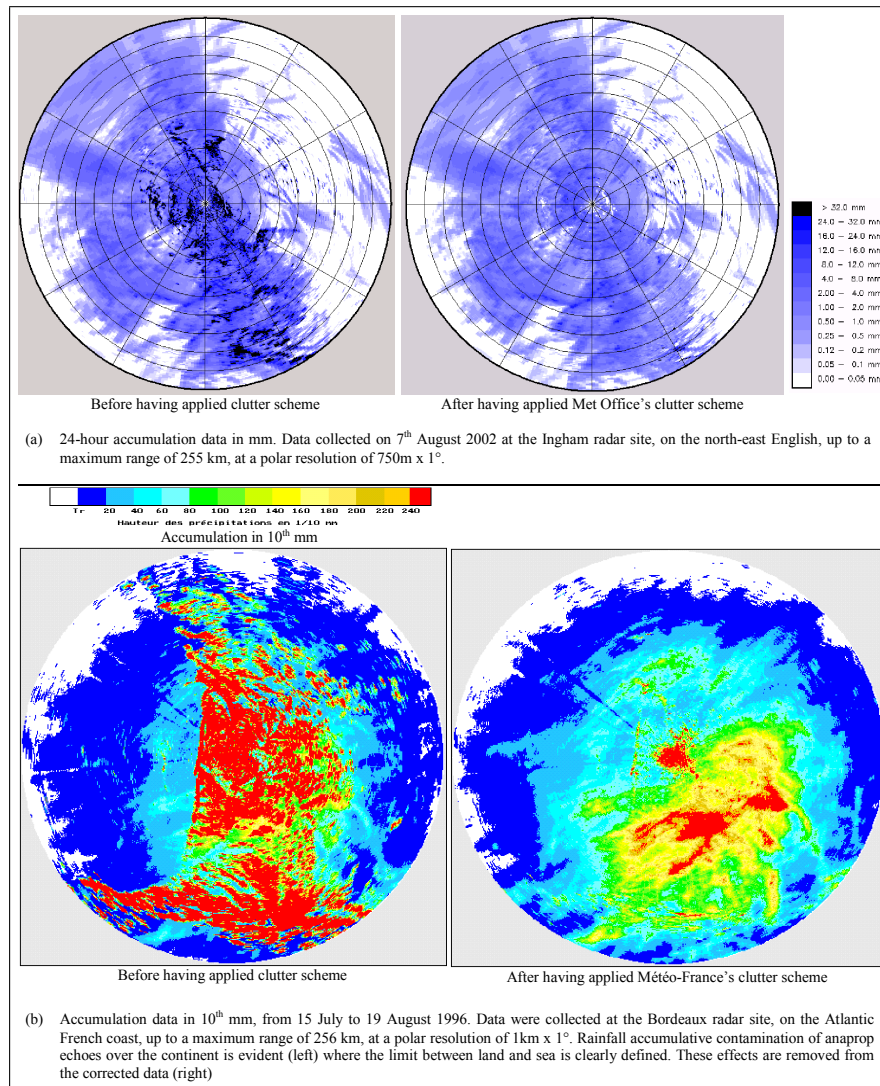 > 32.0 mm
24.0 – 32.0 mm
16.0 – 24.0 mm
12.0 – 16.0 mm
8.0 – 12.0 mm
4.0 – 8.0 mm
2.00 – 4.0 mm
1.00 – 2.0 mm
0.50 – 1.0 mm
0.25 – 0.5 mm
0.12 – 0.2 mm
0.05 – 0.1 mm
0.00 – 0.05 mm
Before having applied clutter scheme
After having applied Met Office's clutter scheme
(a) 24-hour accumulation data in mm. Data collected on 7th August 2002 at the Ingham radar site, on the north-east English, up to a
maximum range of 255 km, at a polar resolution of 750m x 1°.
Tr 20 40 60 80 100 120 140 160 180 200 220 240
Hauteur des précipitations en 1/10 mm
Accumulation in 10th mm
Before having applied clutter scheme
After having applied Météo-France's clutter scheme
(b) Accumulation data in 10th mm, from 15 July to 19 August 1996. Data were collected at the Bordeaux radar site, on the Atlantic
French coast, up to a maximum range of 256 km, at a polar resolution of 1km x 1°. Rainfall accumulative contamination of anaprop
echoes over the continent is evident (left) where the limit between land and sea is clearly defined. These effects are removed from
the corrected data (right)